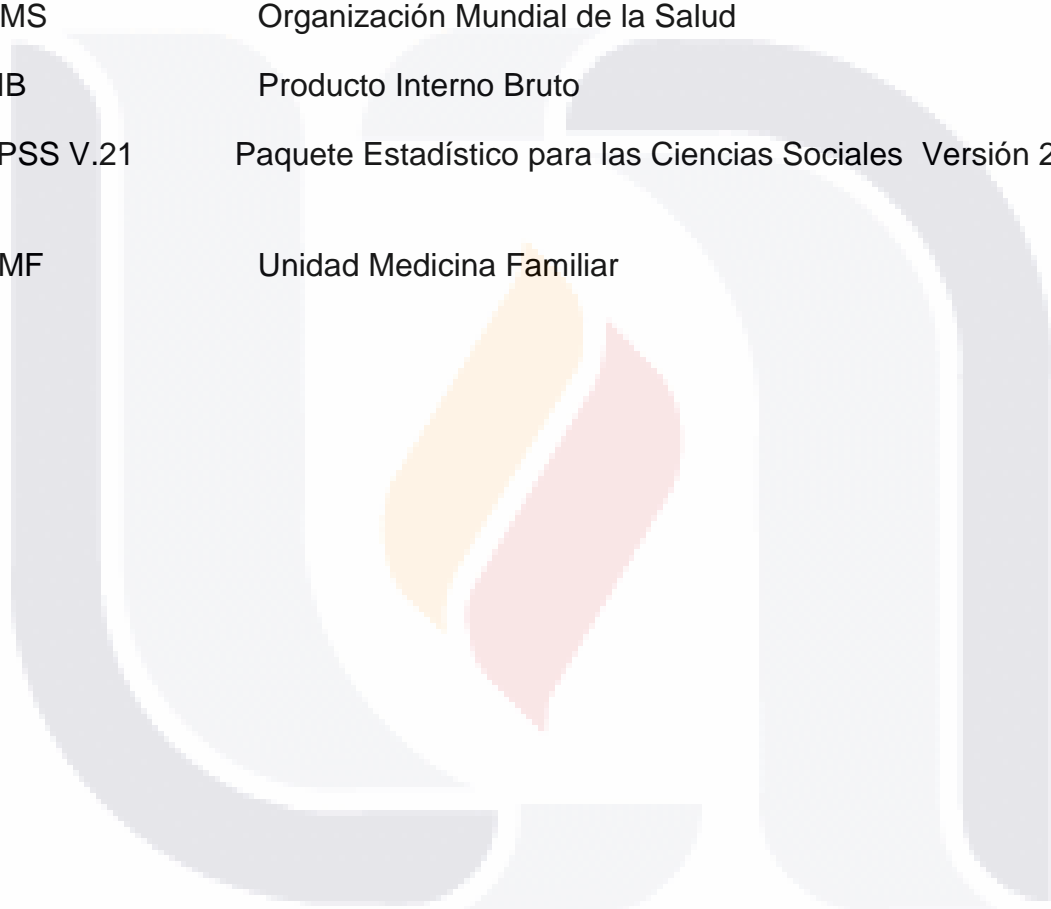 MS Organización Mundial de la Salud
IB Producto Interno Bruto
PSS V.21 Paquete Estadístico para las Ciencias Sociales Versión 2
MF Unidad Medicina Familiar